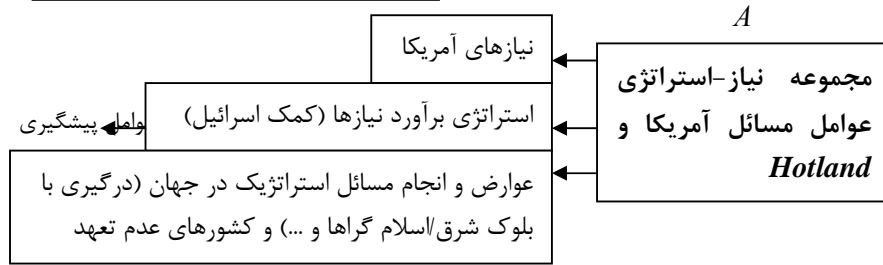 A
مجموعه نیاز-استراتژی
عوامل مسائل آمریکا و
Hotland
نیازهای آمریکا
استراتژی برآورد نیازها (کمک اسرائیل)
پیشگیری
عوارض و انجام مسائل استراتژیک در جهان (درگیری با
بلوک شرق/اسلام گراها و ...) و کشورهای عدم تعهد